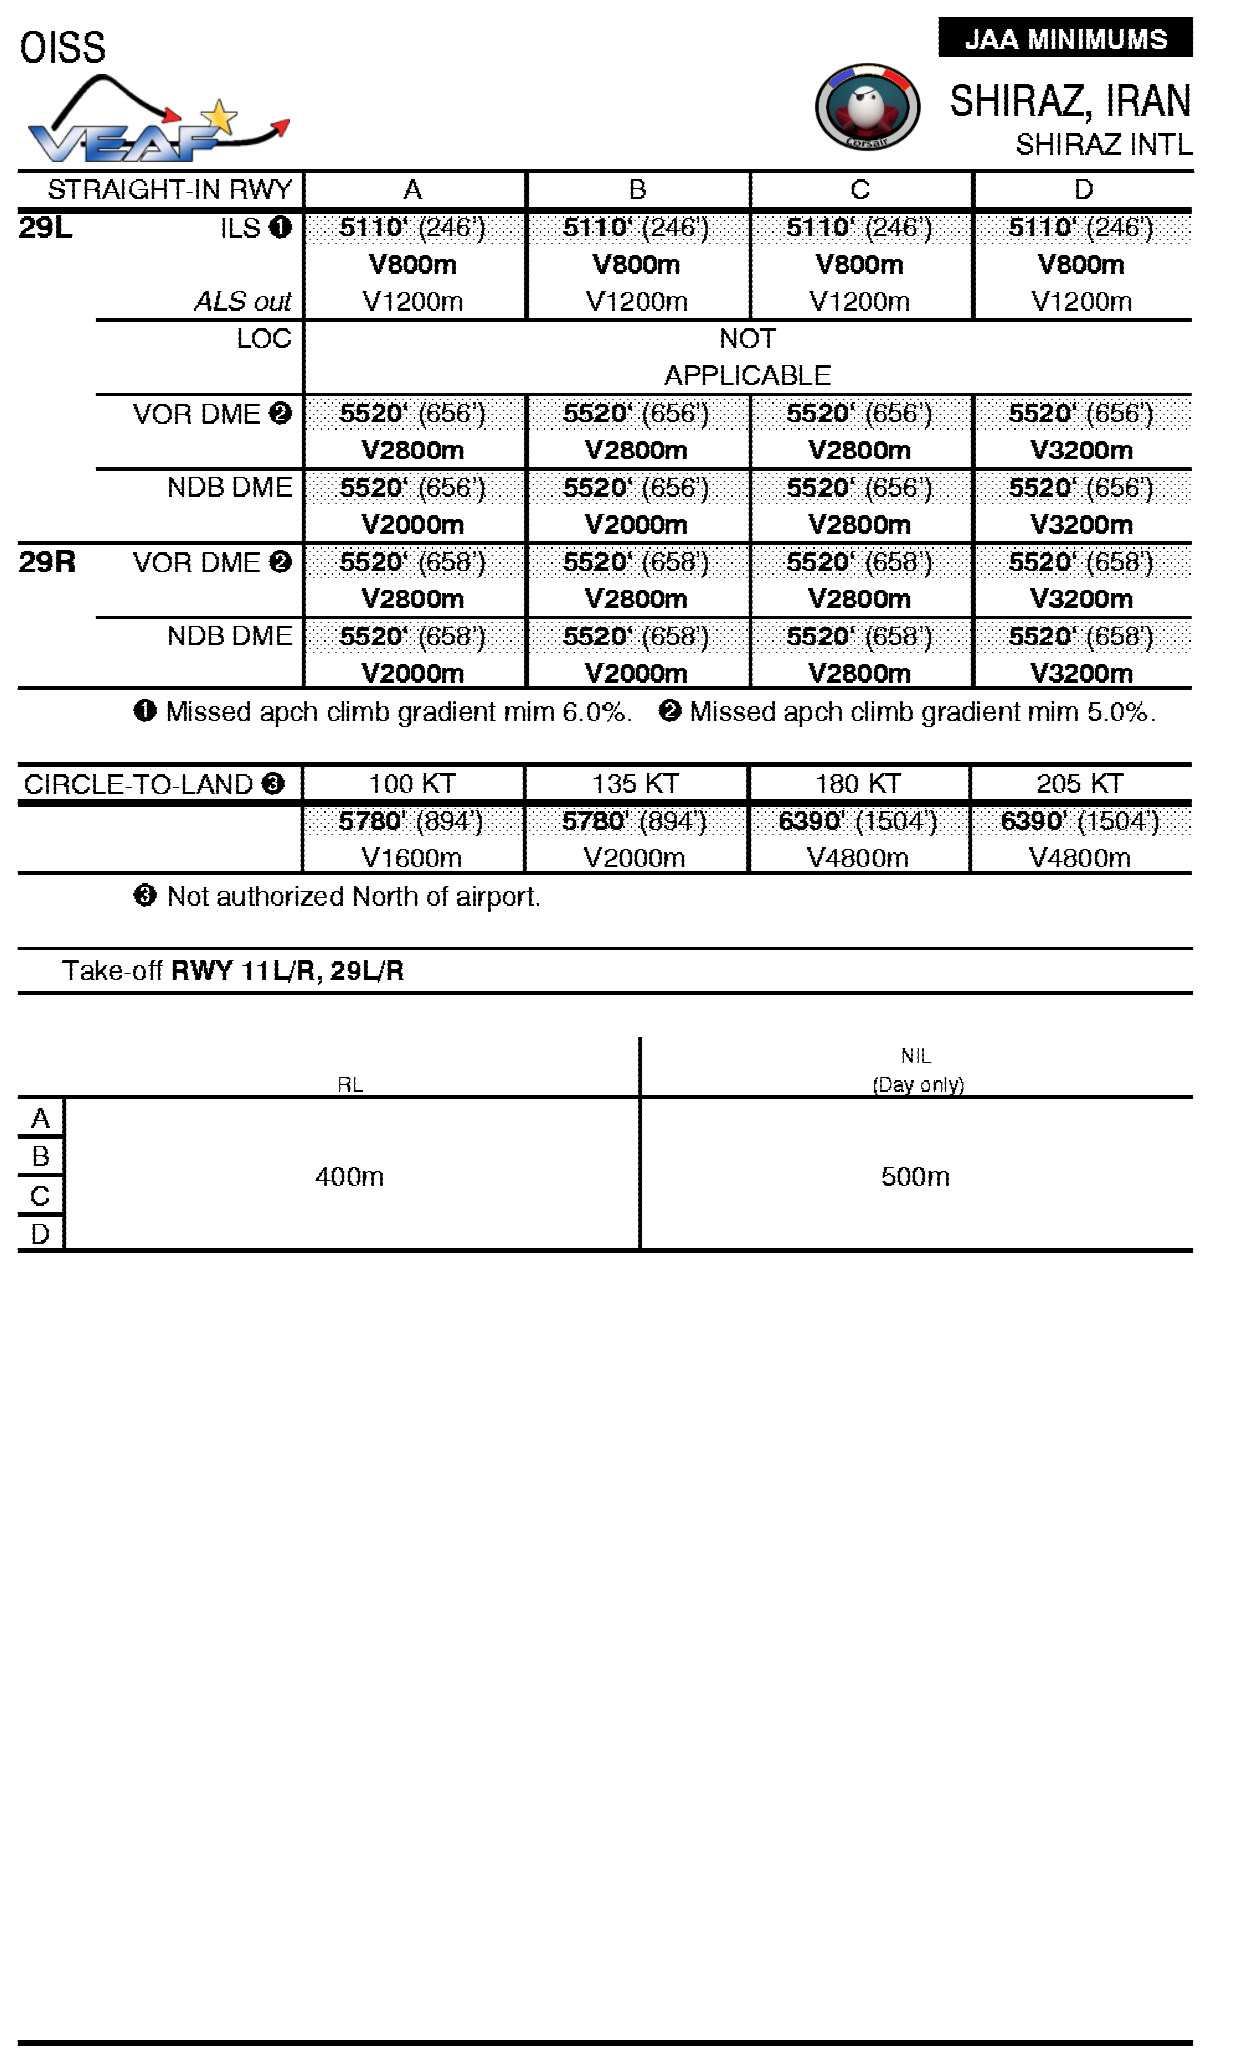 OISS
JAA MINIMUMS
VEAF
Corsair
SHIRAZ, IRAN
SHIRAZ INTL
STRAIGHT-IN RWY A B C D
29L ILS ❶ 5110' (246') 5110' (246') 5110' (246') 5110' (246')
V800m V800m V800m V800m
ALS out V1200m V1200m V1200m V1200m
LOC NOT
APPLICABLE
VOR DME ❷ 5520' (656') 5520' (656') 5520' (656') 5520' (656')
V2800m V2800m V2800m V3200m
NDB DME 5520' (656') 5520' (656') 5520' (656') 5520' (656')
V2000m V2000m V2800m V3200m
29R VOR DME ❷ 5520' (658') 5520' (658') 5520' (658') 5520' (658')
V2800m V2800m V2800m V3200m
NDB DME 5520' (658') 5520' (658') 5520' (658') 5520' (658')
V2000m V2000m V2800m V3200m
❶ Missed apch climb gradient mim 6.0%. ❷ Missed apch climb gradient mim 5.0%.
CIRCLE-TO-LAND ❸ 100 KT 135 KT 180 KT 205 KT
5780' (894') 5780' (894') 6390' (1504') 6390' (1504')
V1600m V2000m V4800m V4800m
❸ Not authorized North of airport.
Take-off RWY 11L/R, 29L/R
NIL
RL (Day only)
A
B
400m 500m
C
D